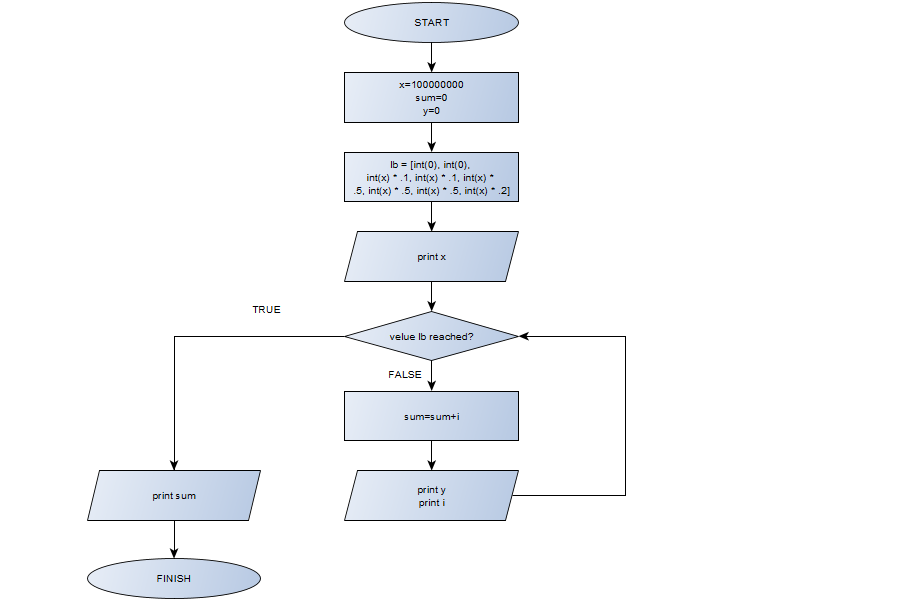 START
x=100000000
sum=0
y=0
lb = [int(0), int(0),
int(x) * .1, int(x) * .1, int(x) *
.5, int(x) * .5, int(x) * .5, int(x) * .2]
print x
TRUE
velue lb reached?
FALSE
sum=sum+i
print sum
print y
print i
FINISH